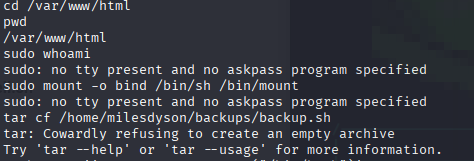 cd /var/www/html
pwd
/var/www/html
sudo whoami
sudo: no tty present and no askpass program specified
sudo mount -o bind /bin/sh /bin/mount
sudo: no tty present and no askpass program specified
tar cf /home/milesdyson/backups/backup.sh
tar: Cowardly refusing to create an empty archive
Try 'tar --help' or 'tar --usage' for more information.